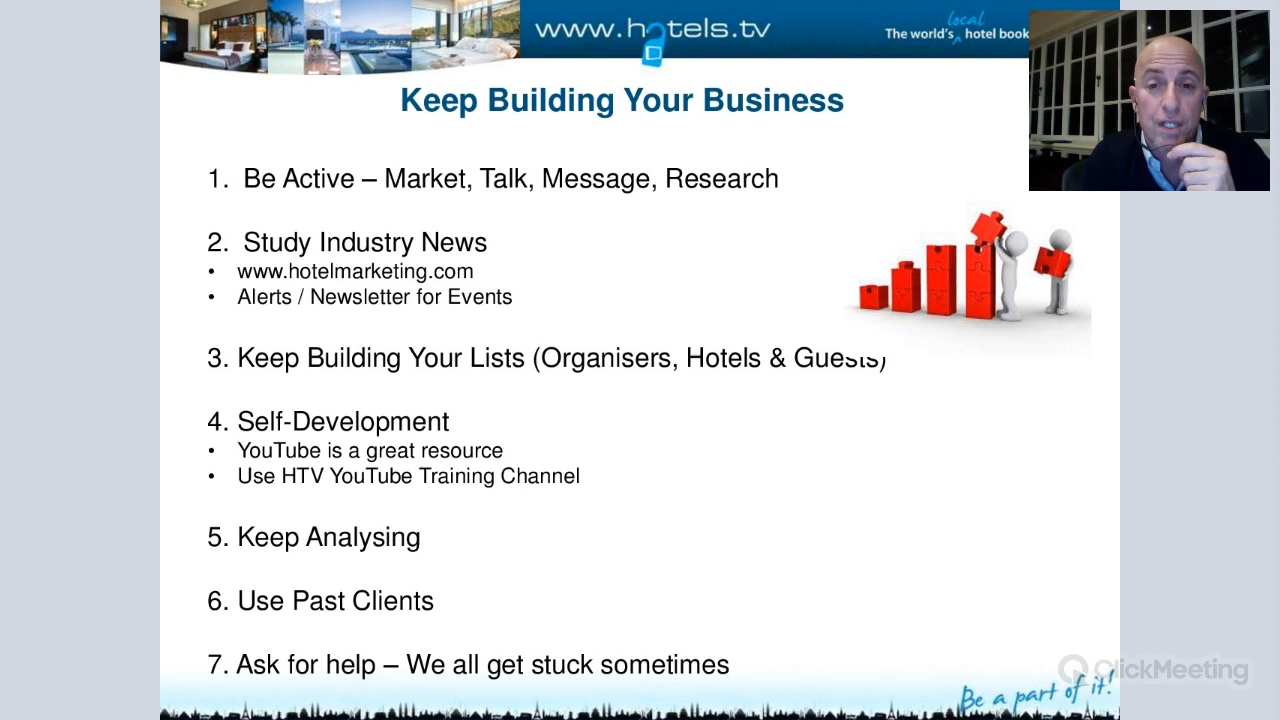 www.hotels.tv
local
The world's hotel book
Keep Building Your Business
1. Be Active – Market, Talk, Message, Research
2. Study Industry News
• www.hotelmarketing.com
• Alerts / Newsletter for Events
3. Keep Building Your Lists (Organisers, Hotels & Guests)
4. Self-Development
• YouTube is a great resource
• Use HTV YouTube Training Channel
5. Keep Analysing
6. Use Past Clients
7. Ask for help – We all get stuck sometimes
ClickMeeting
Be a part of it!